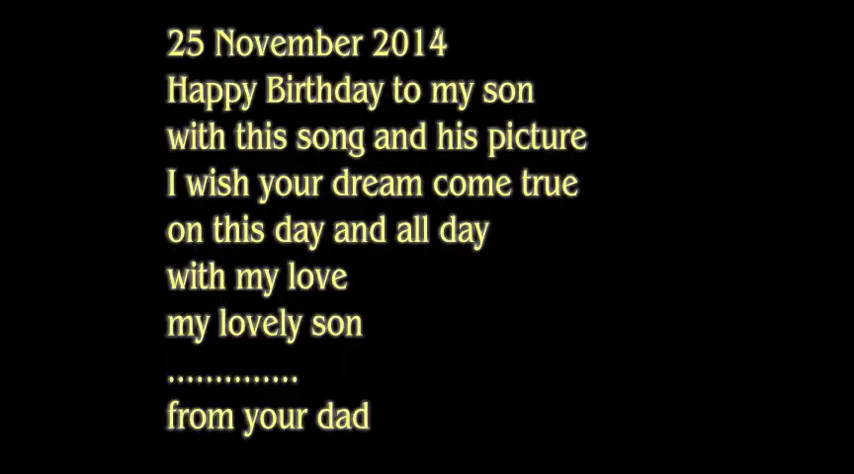 25 November 2014
Happy Birthday to my son
with this song and his picture
I wish your dream come true
on this day and all day
with my love
my lovely son
..............
from your dad